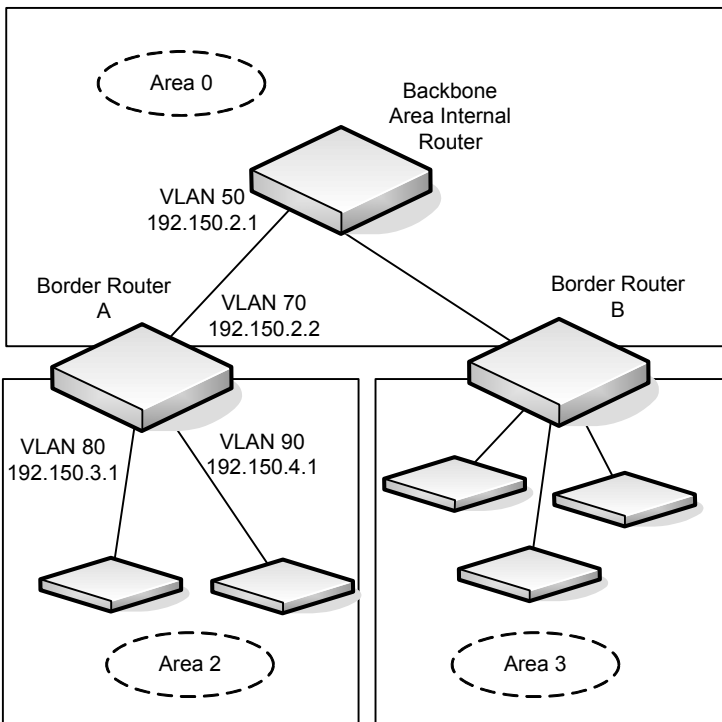 Area 0
Backbone
Area Internal
Router
VLAN 50
192.150.2.1
Border Router
A
VLAN 70
192.150.2.2
Border Router
B
VLAN 80
192.150.3.1
VLAN 90
192.150.4.1
Area 2
Area 3